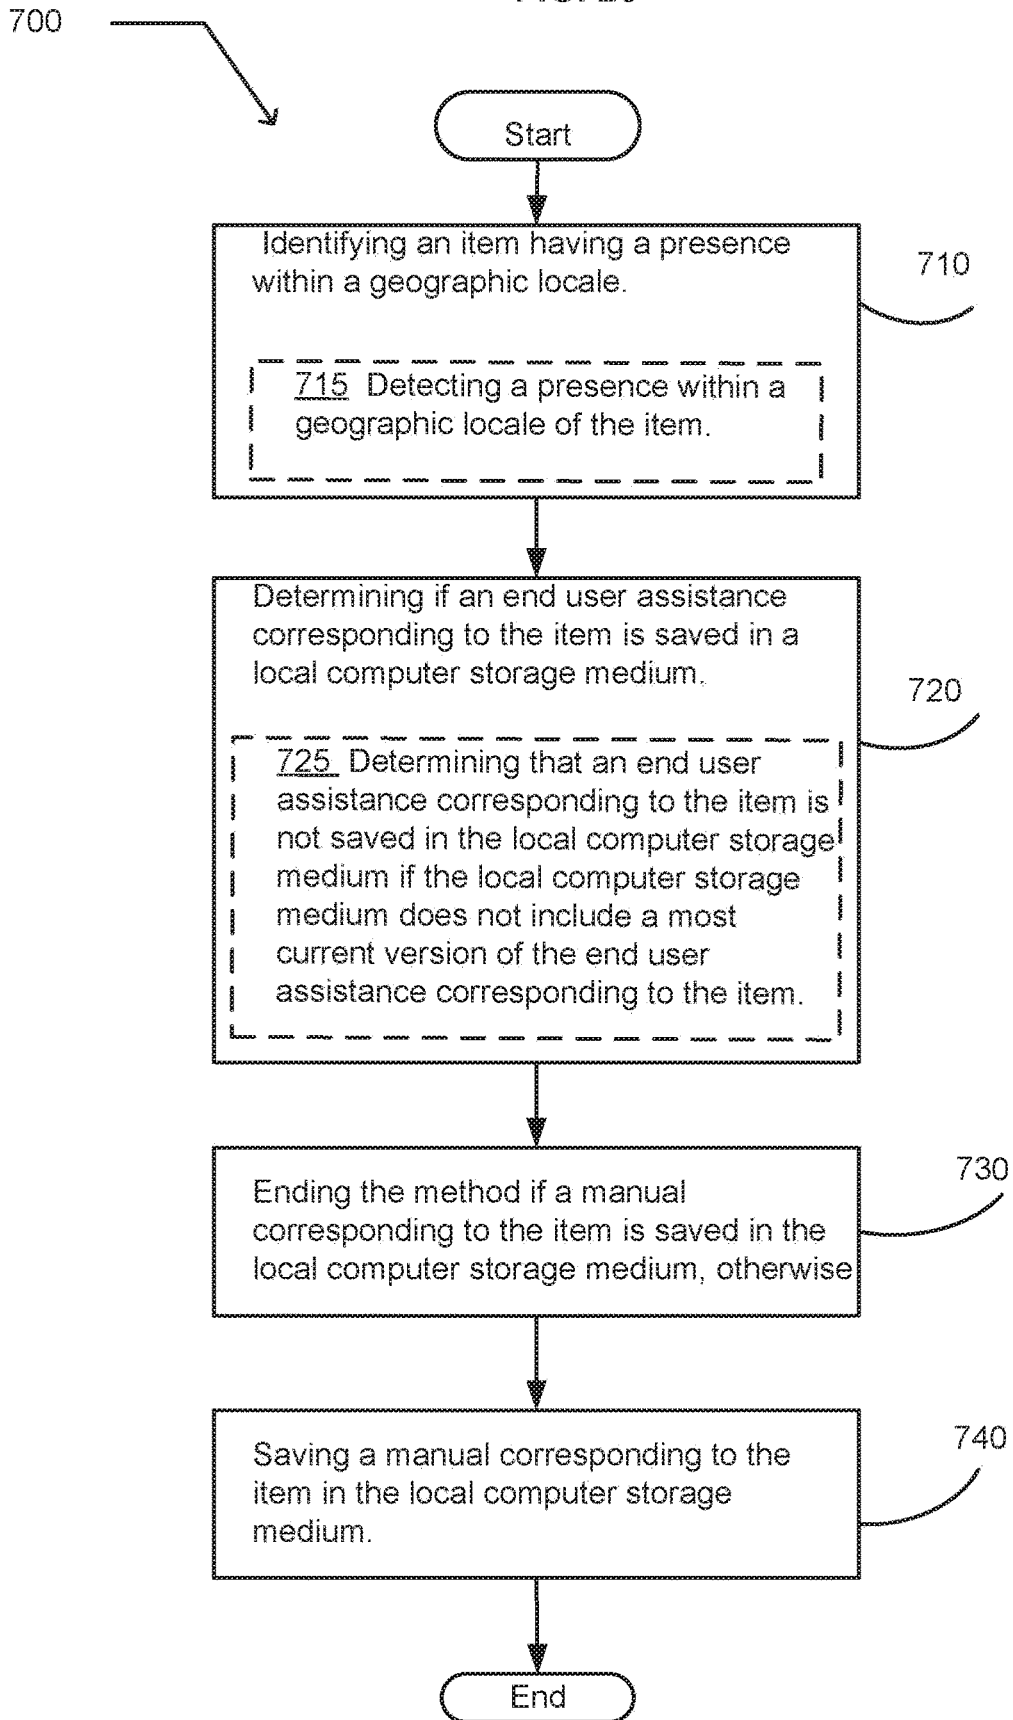 700
Start
Identifying an item having a presence
within a geographic locale.
710
715 Detecting a presence within a
geographic locale of the item.
Determining if an end user assistance
corresponding to the item is saved in a
local computer storage medium.
720
725 Determining that an end user
assistance corresponding to the item is
not saved in the local computer storage
medium if the local computer storage
medium does not include a most
current version of the end user
assistance corresponding to the item.
730
Ending the method if a manual
corresponding to the item is saved in the
local computer storage medium, otherwise
740
Saving a manual corresponding to the
item in the local computer storage
medium.
End